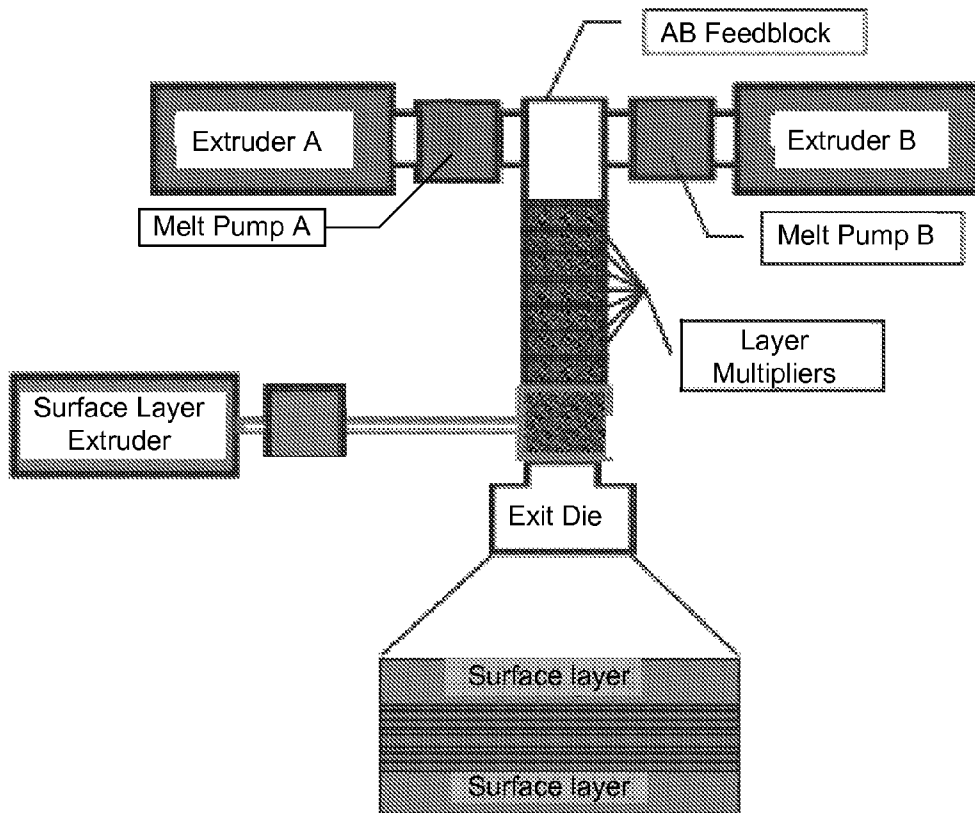 AB Feedblock
Extruder A
Extruder B
Melt Pump A
Melt Pump B
Layer
Multipliers
Surface Layer
Extruder
Exit Die
Surface layer
Surface layer